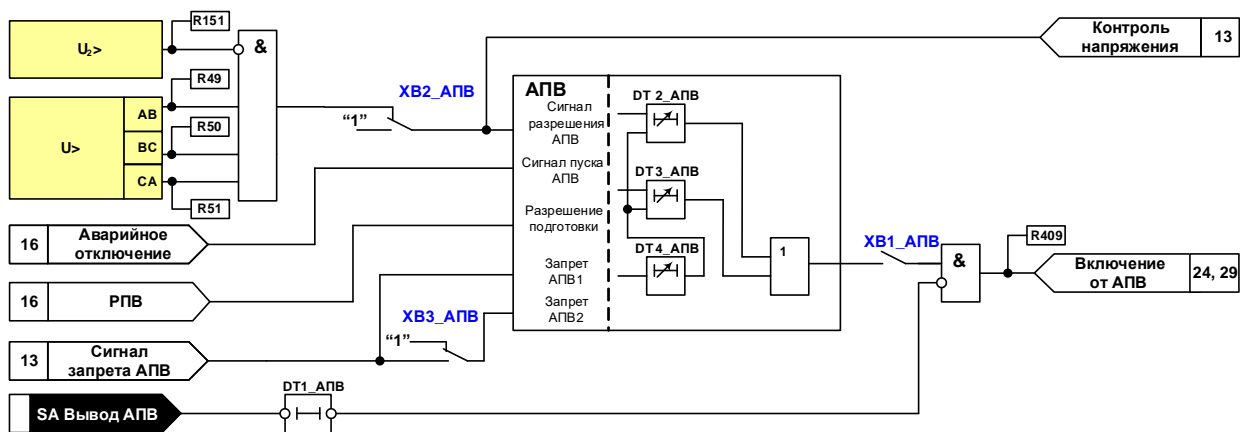 R151
U2>
&
Контроль
напряжения
13
R49
XB2_АПВ
АПВ
DT 2_АПВ
AB
“1”
Сигнал
разрешения
АПВ
R50
U>
BC
Сигнал пуска
АПВ
DT3_АПВ
CA
R51
Разрешение
подготовки
16
Аварийное
отключение
DT4_АПВ
1
XB1_АПВ
R409
&
Запрет
АПВ1
Включение
от АПВ
24, 29
16
РПВ
Запрет
АПВ2
XB3_АПВ
“1”
13
Сигнал
запрета АПВ
DT1_АПВ
SA Вывод АПВ